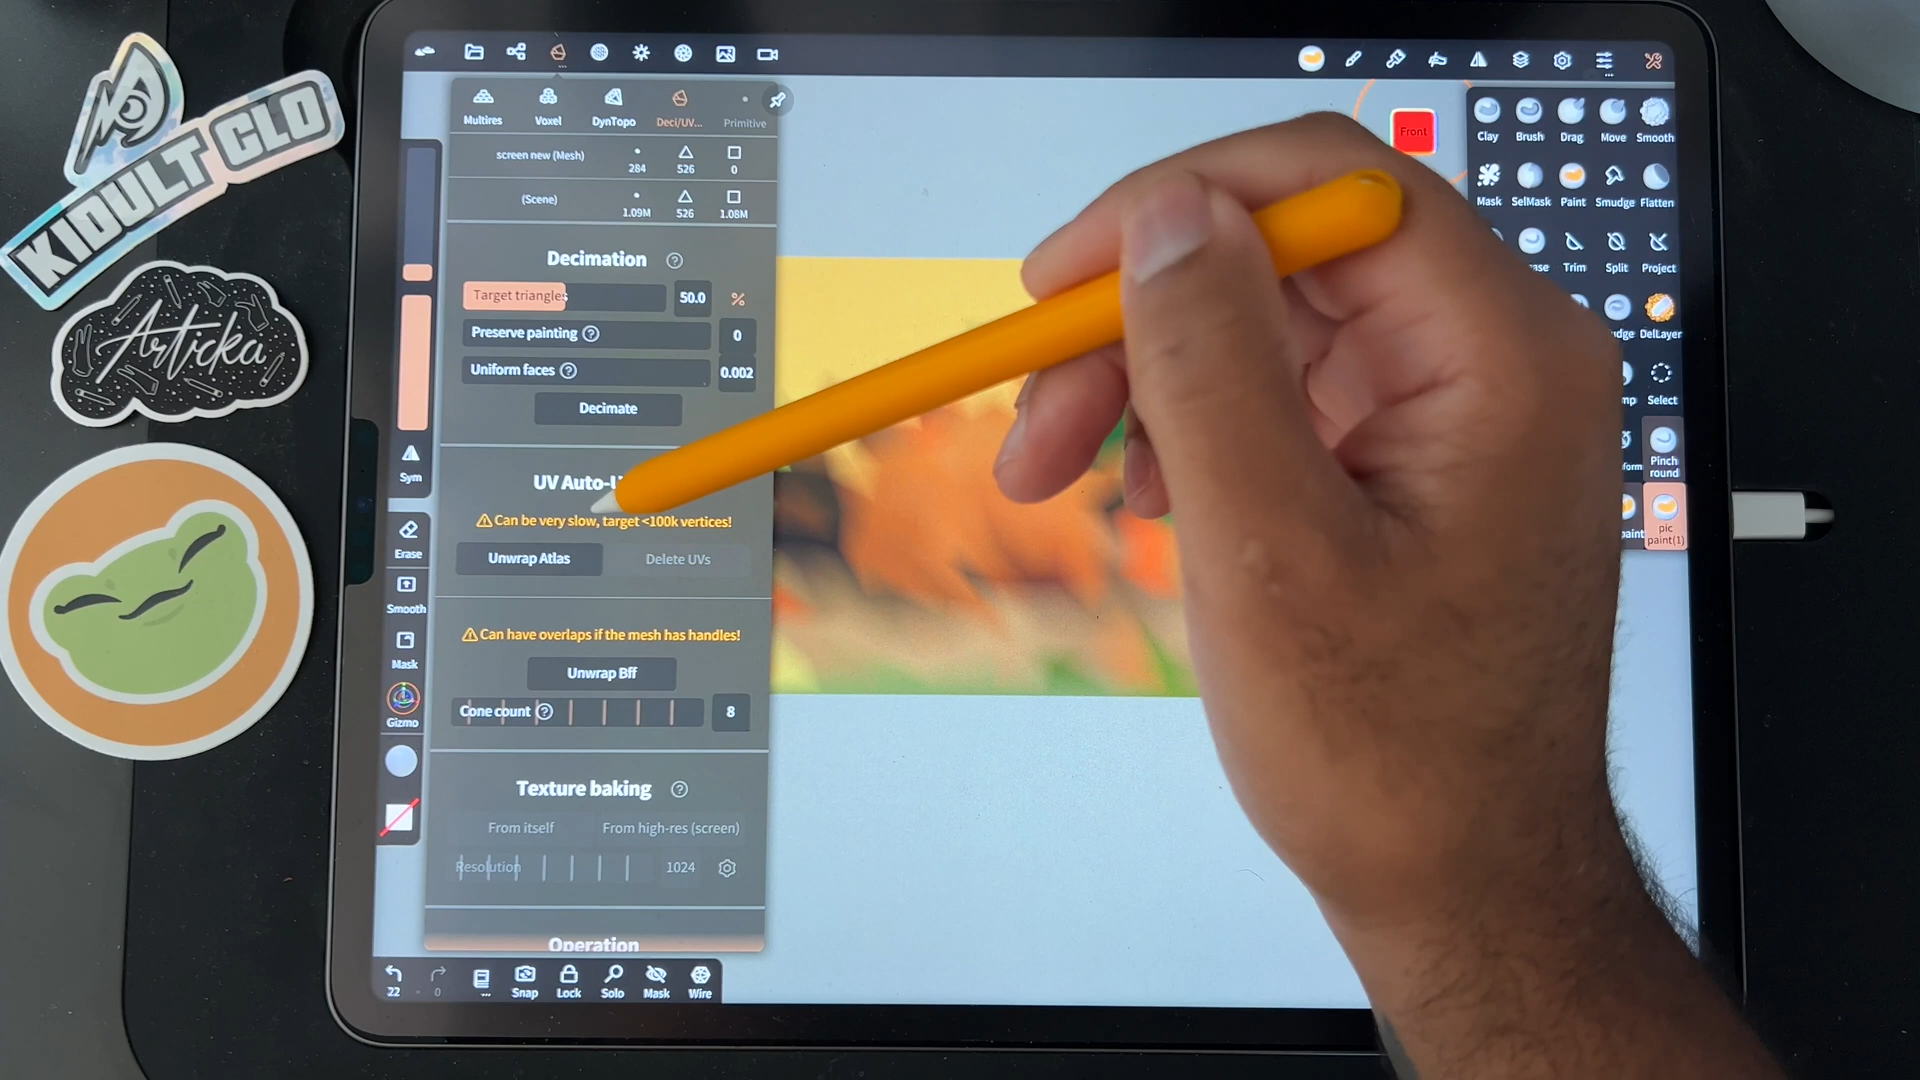 KIDULT CLO
Articka
Multires
Voxel
DynTopo
Deci/UV...
Primitive
screen new (Mesh)
284
526
0
(Scene)
1.09M
526
1.08M
Decimation
Target triangles
50.0
%
Preserve painting
0
Uniform faces
0.002
Decimate
UV Auto-U
Can be very slow, target <100k vertices!
Unwrap Atlas
Delete UVs
Can have overlaps if the mesh has handles!
Unwrap Bff
Cone count
8
Texture baking
From itself
From high-res (screen)
Resolution
1024
Operation
Sym
Erase
Smooth
Mask
Gizmo
22
0
Snap
Lock
Solo
Mask
Wire
Front
Clay
Brush
Drag
Move
Smooth
Mask
SelMask
Paint
Smudge
Flatten
ase
Trim
Split
Project
udge
DelLayer
mp
Select
form
Pinch
round
paint
pic
paint(1)